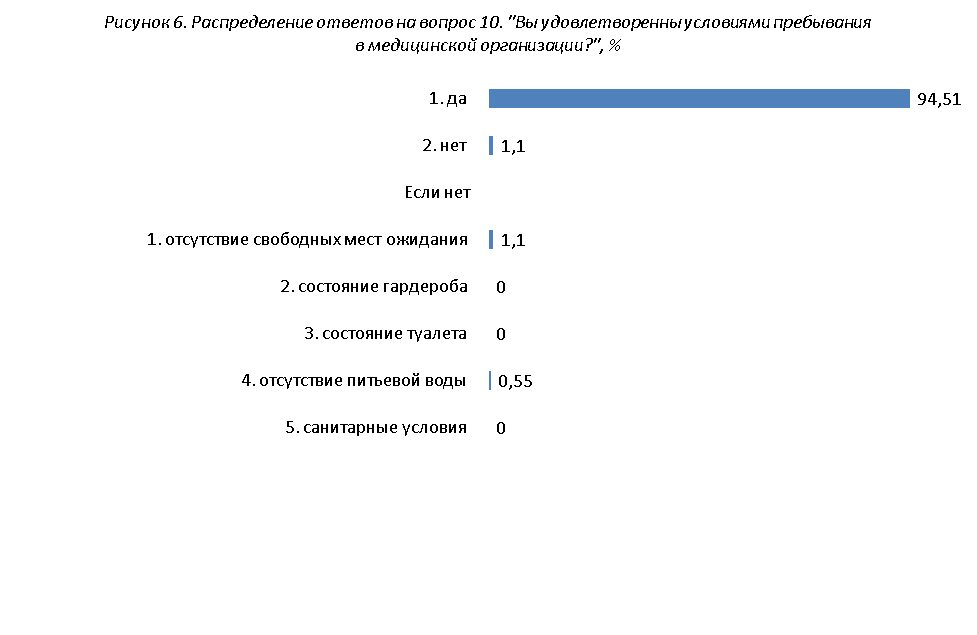 Рисунок 6. Распределение ответов на вопрос 10. "Вы удовлетворенны условиями пребывания
в медицинской организации?", %
1. да 94,51
2. нет 1,1
Если нет
1. отсутствие свободных мест ожидания 1,1
2. состояние гардероба 0
3. состояние туалета 0
4. отсутствие питьевой воды 0,55
5. санитарные условия 0